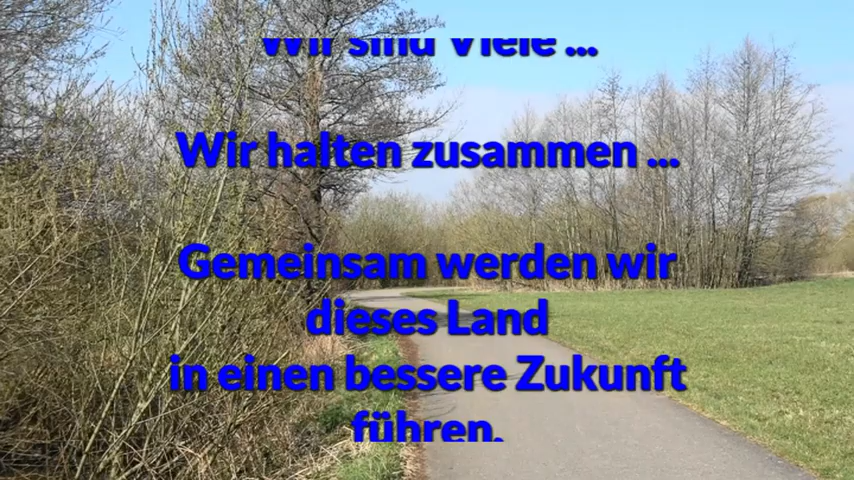 Wir sind Viele ...
Wir halten zusammen ...
Gemeinsam werden wir
dieses Land
in einen bessere Zukunft
führen.